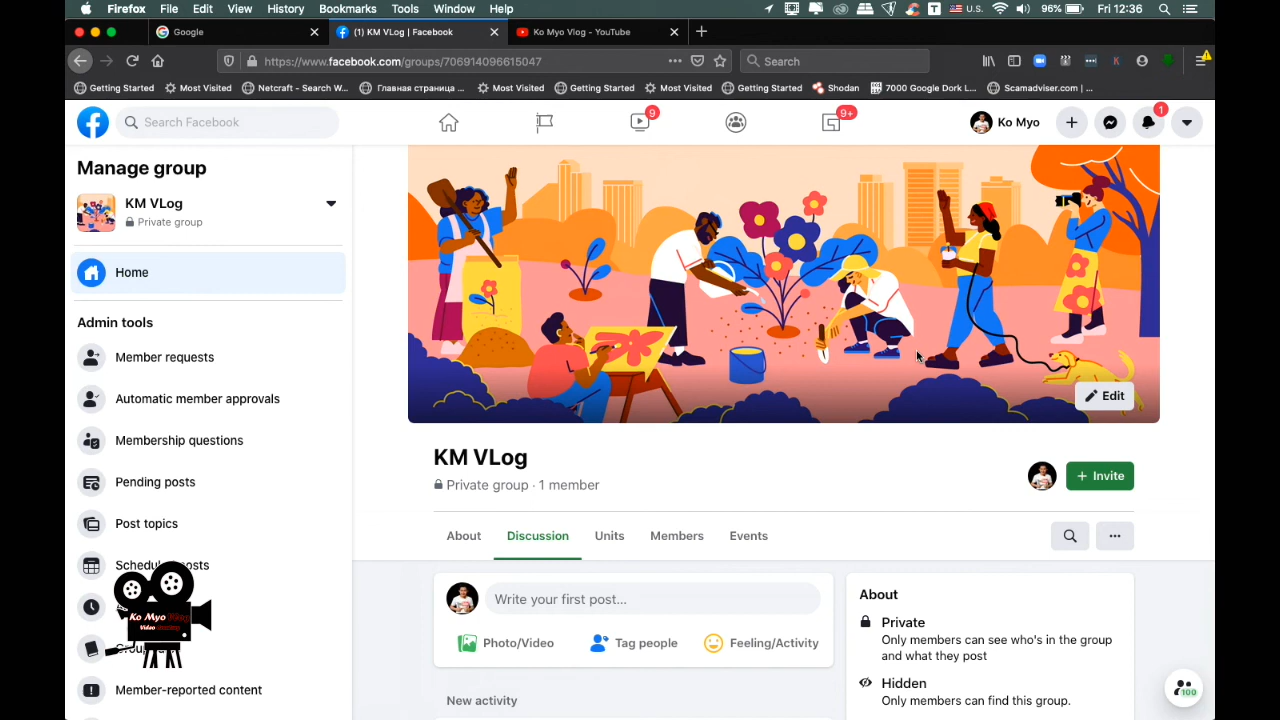 Firefox File Edit View History Bookmarks Tools Window Help U.S. 96% Fri 12:36
Google (1) KM VLog | Facebook Ko Myo Vlog - YouTube
https://www.facebook.com/groups/706914096615047 Search
Getting Started Most Visited Netcraft - Search W... Главная страница ... Most Visited Getting Started Most Visited Getting Started Shodan 7000 Google Dork L... Scamadviser.com | ...
Search Facebook 9 9+ Ko Myo 1
Manage group
KM VLog
Private group
Home
Admin tools
Member requests
Automatic member approvals
Membership questions
Pending posts
Post topics
Ko Myo
Member-reported content
Edit
KM VLog
Private group · 1 member
+ Invite
About Discussion Units Members Events
Write your first post...
Photo/Video Tag people Feeling/Activity
New activity
About
Private
Only members can see who's in the group
and what they post
Hidden
Only members can find this group.
109